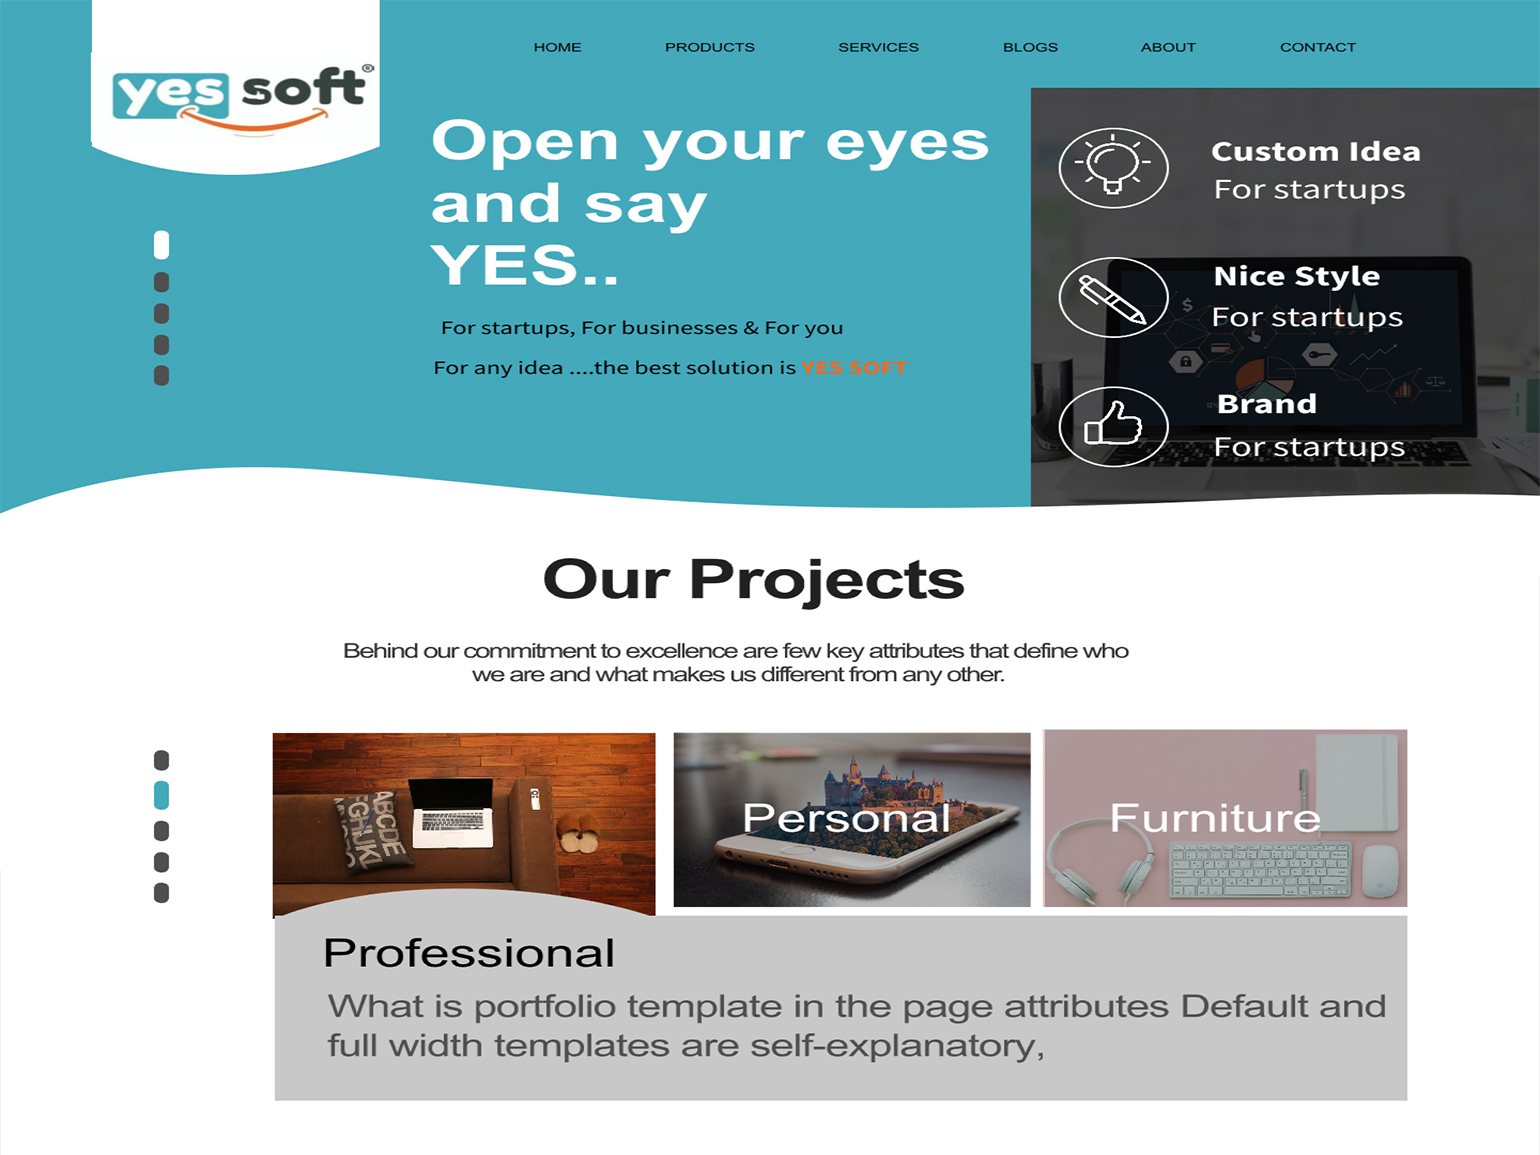 yes soft®
HOME PRODUCTS SERVICES BLOGS ABOUT CONTACT
Open your eyes
and say
YES..
For startups, For businesses & For you
For any idea ....the best solution is YES SOFT
Custom Idea
For startups
Nice Style
For startups
Brand
For startups
Our Projects
Behind our commitment to excellence are few key attributes that define who
we are and what makes us different from any other.
ABCDE
FGHIJKL
Personal
Furniture
Professional
What is portfolio template in the page attributes Default and
full width templates are self-explanatory,